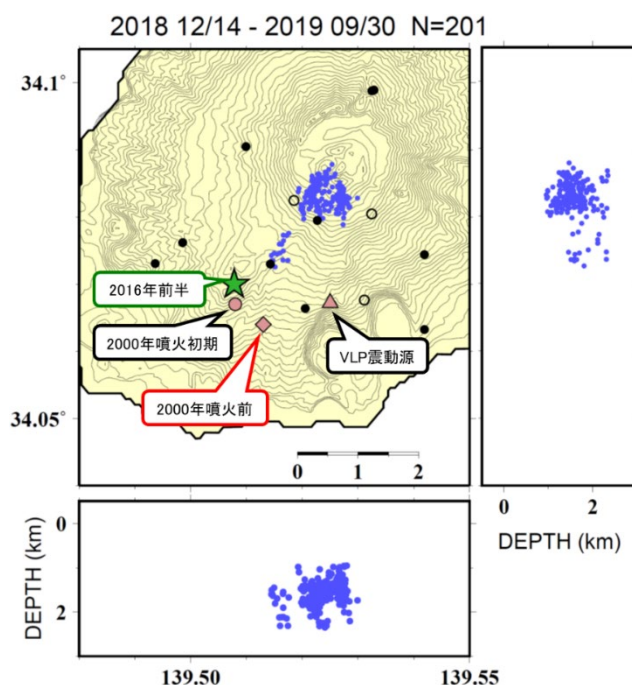 2018 12/14 - 2019 09/30 N=201
34.1°
2016年前半
2000年噴火初期
VLP震動源
2000年噴火前
34.05°
0 1 2
0 2
DEPTH (km)
0
2
DEPTH (km)
139.50 139.55